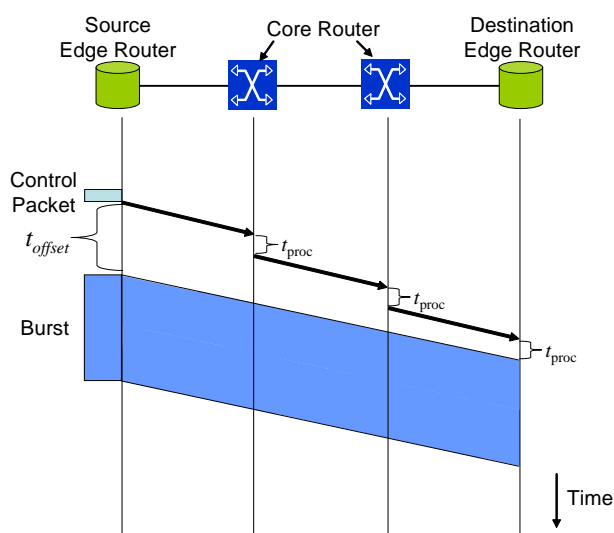 Source
Edge Router
Core Router
Destination
Edge Router
Control
Packet
t_offset
t_proc
t_proc
t_proc
Burst
Time